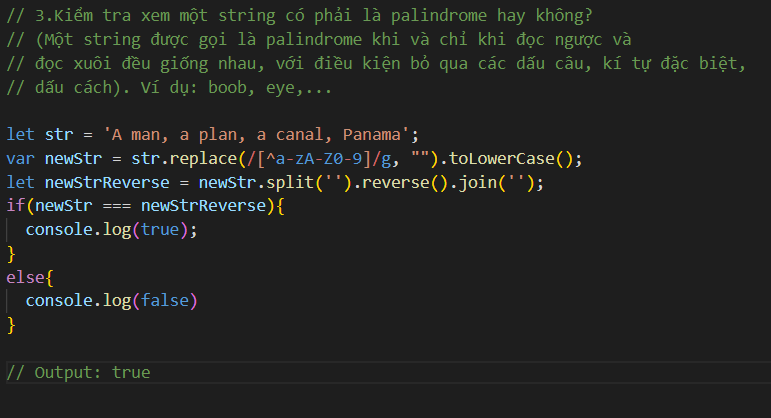 // 3.Kiểm tra xem một string có phải là palindrome hay không?
// (Một string được gọi là palindrome khi và chỉ khi đọc ngược và
// đọc xuôi đều giống nhau, với điều kiện bỏ qua các dấu câu, kí tự đặc biệt,
// dấu cách). Ví dụ: boob, eye,...
let str = 'A man, a plan, a canal, Panama';
var newStr = str.replace(/[^a-zA-Z0-9]/g, "").toLowerCase();
let newStrReverse = newStr.split('').reverse().join('');
if(newStr === newStrReverse){
  console.log(true);
}
else{
  console.log(false)
}
// Output: true